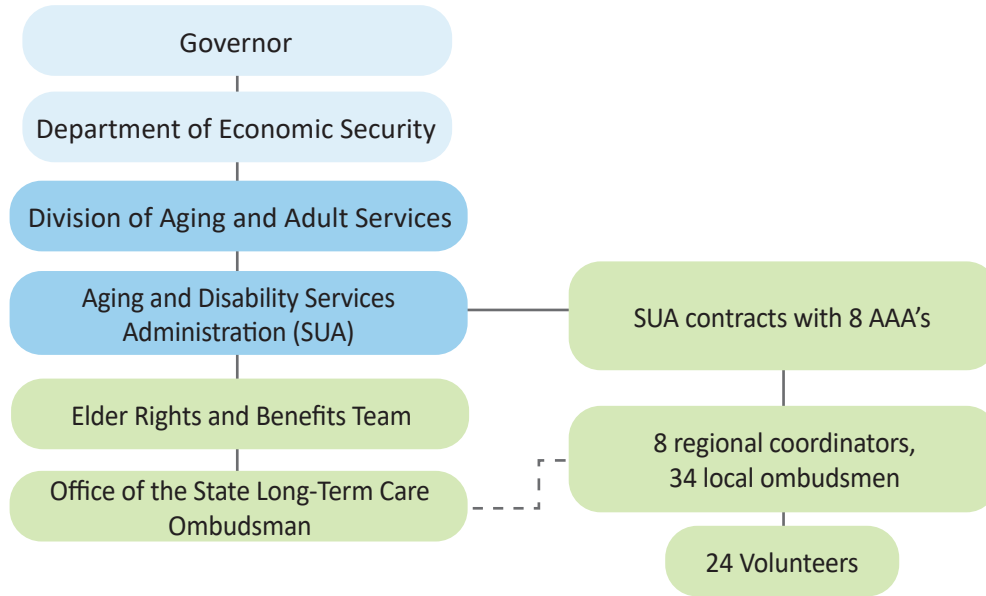 Governor
Department of Economic Security
Division of Aging and Adult Services
Aging and Disability Services
Administration (SUA)
Elder Rights and Benefits Team
Office of the State Long-Term Care
Ombudsman
SUA contracts with 8 AAA's
8 regional coordinators,
34 local ombudsmen
24 Volunteers